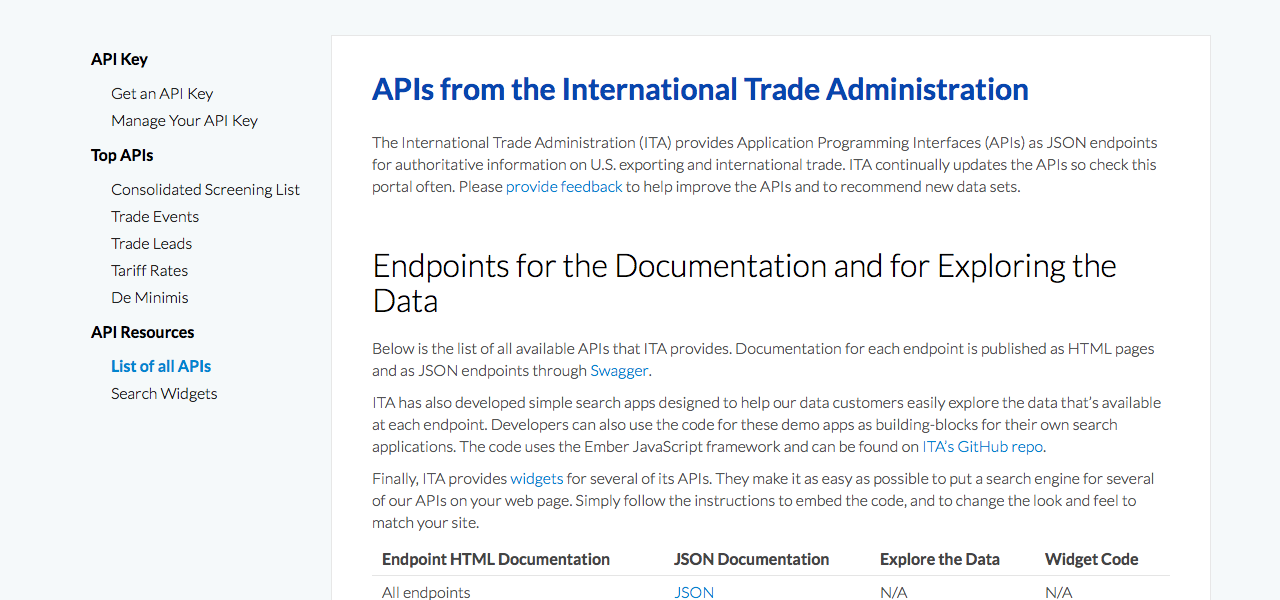 API Key
Get an API Key
Manage Your API Key
Top APIs
Consolidated Screening List
Trade Events
Trade Leads
Tariff Rates
De Minimis
API Resources
List of all APIs
Search Widgets
APIs from the International Trade Administration
The International Trade Administration (ITA) provides Application Programming Interfaces (APIs) as JSON endpoints
for authoritative information on U.S. exporting and international trade. ITA continually updates the APIs so check this
portal often. Please provide feedback to help improve the APIs and to recommend new data sets.
Endpoints for the Documentation and for Exploring the
Data
Below is the list of all available APIs that ITA provides. Documentation for each endpoint is published as HTML pages
and as JSON endpoints through Swagger.
ITA has also developed simple search apps designed to help our data customers easily explore the data that's available
at each endpoint. Developers can also use the code for these demo apps as building-blocks for their own search
applications. The code uses the Ember JavaScript framework and can be found on ITA's GitHub repo.
Finally, ITA provides widgets for several of its APIs. They make it as easy as possible to put a search engine for several
of our APIs on your web page. Simply follow the instructions to embed the code, and to change the look and feel to
match your site.
Endpoint HTML Documentation JSON Documentation Explore the Data Widget Code
All endpoints JSON N/A N/A